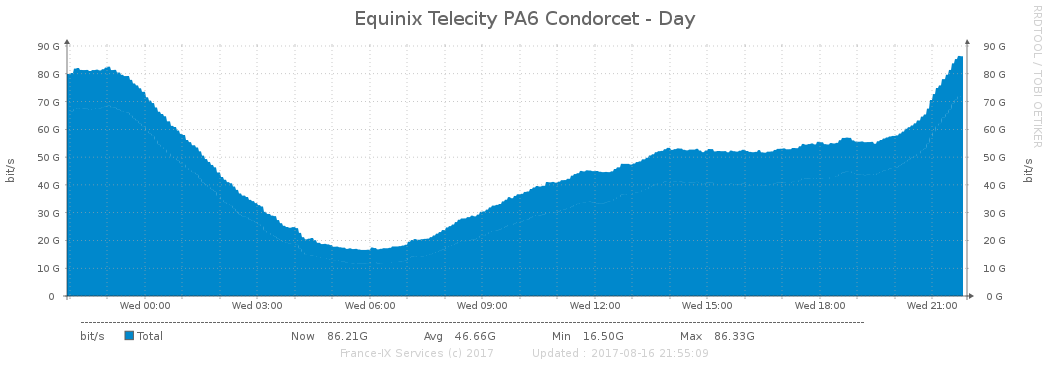 Equinix Telecity PA6 Condorcet - Day
RRDTOOL / TOBI OETIKER
90 G 90 G
80 G 80 G
70 G 70 G
60 G 60 G
50 G 50 G
40 G 40 G
30 G 30 G
20 G 20 G
10 G 10 G
0 0 G
bit/s bit/s
Wed 00:00 Wed 03:00 Wed 06:00 Wed 09:00 Wed 12:00 Wed 15:00 Wed 18:00 Wed 21:00
bit/s Total Now 86.21G Avg 46.66G Min 16.50G Max 86.33G
France-IX Services (c) 2017 Updated : 2017-08-16 21:55:09